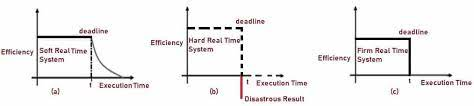 deadline
Efficiency
Soft Real Time
System
t
Execution Time
(a)
deadline
Efficiency
Hard Real Time
System
t
Execution Time
(b)
Disastrous Result
deadline
Efficiency
Firm Real Time
System
t
Execution Time
(c)